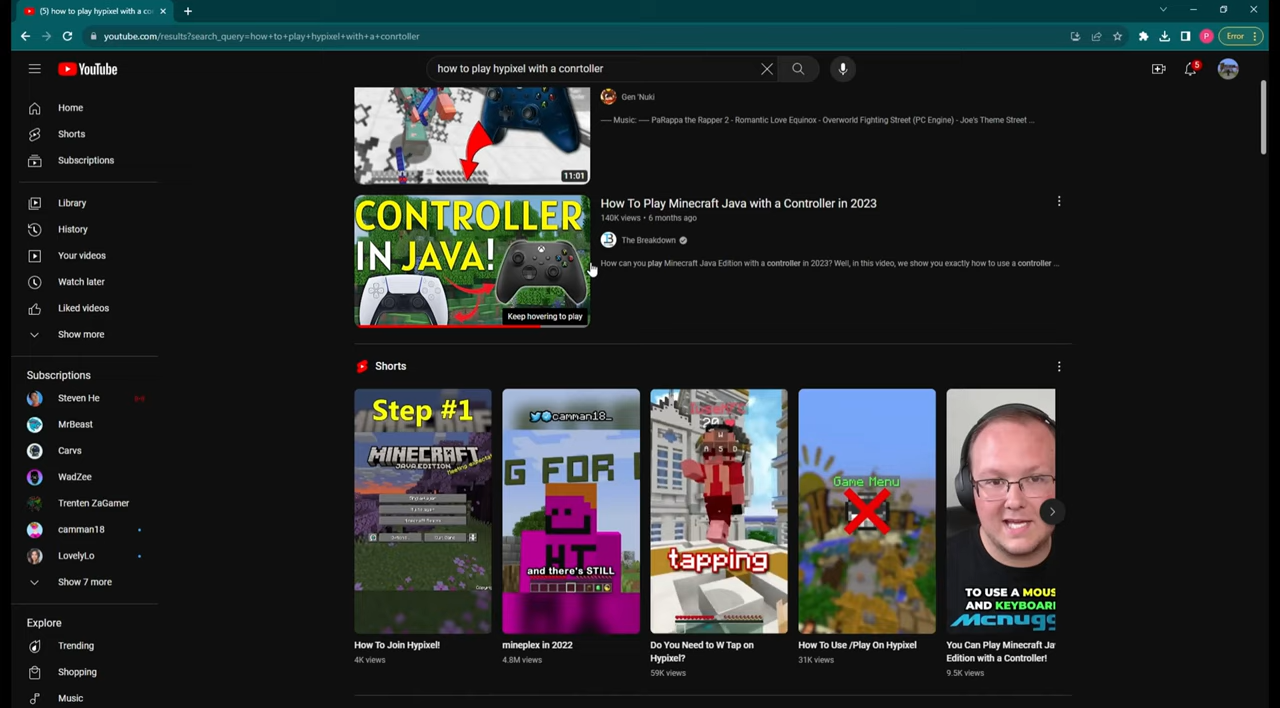 (5) how to play hypixel with a co
youtube.com/results?search_query=how+to+play+hypixel+with+a+conrtoller
Error
YouTube
how to play hypixel with a conrtoller
5
Home
Shorts
Subscriptions
Library
History
Your videos
Watch later
Liked videos
Show more
Subscriptions
Steven He
MrBeast
Carvs
WadZee
Trenten ZaGamer
camman18
LovelyLo
Show 7 more
Explore
Trending
Shopping
Music
11:01
Gen 'Nuki
---- Music: ---- PaRappa the Rapper 2 - Romantic Love Equinox - Overworld Fighting Street (PC Engine) - Joe's Theme Street ...
CONTROLLER
IN JAVA!
Keep hovering to play
How To Play Minecraft Java with a Controller in 2023
140K views • 6 months ago
The Breakdown
How can you play Minecraft Java Edition with a controller in 2023? Well, in this video, we show you exactly how to use a controller ...
Shorts
Step #1
MINECRAFT
JAVA EDITION
How To Join Hypixel!
4K views
camman18_
G FOR
HT
and there's STILL
mineplex in 2022
4.8M views
20
W
A S D
tapping
Do You Need to W Tap on
Hypixel?
59K views
Game Menu
How To Use /Play On Hypixel
31K views
TO USE A MOUS
AND KEYBOAR
Mcnugg
You Can Play Minecraft Ja
Edition with a Controller!
9.5K views